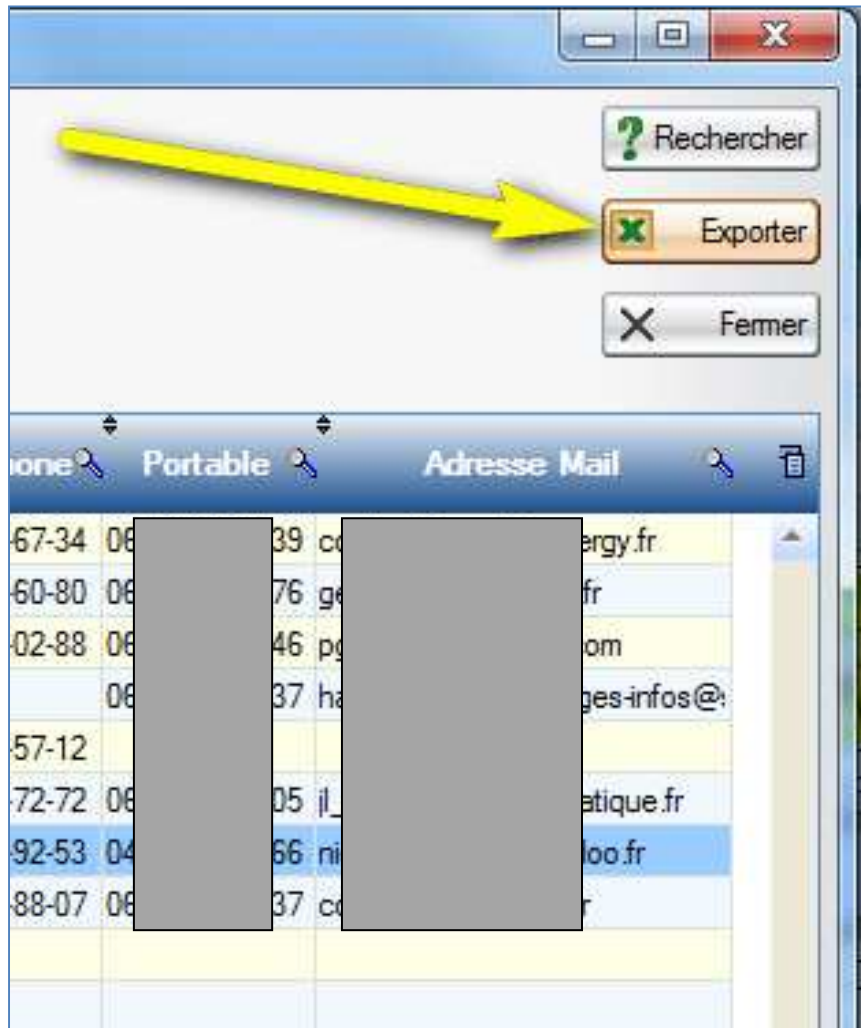 ? Rechercher
Exporter
Fermer
one Portable Adresse Mail
-67-34 06 39 co ergy.fr
-60-80 06 76 ge fr
-02-88 06 46 pg om
06 37 ha ges-infos@
-57-12
-72-72 06 05 jl_ atique.fr
-92-53 04 66 ni loo.fr
-88-07 06 37 co r